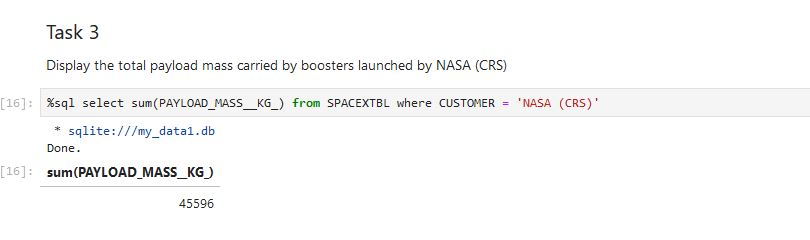 Task 3
Display the total payload mass carried by boosters launched by NASA (CRS)
[16]: %sql select sum(PAYLOAD_MASS__KG_) from SPACEXTBL where CUSTOMER = 'NASA (CRS)'
* sqlite:///my_data1.db
Done.
[16]: sum(PAYLOAD_MASS__KG_)
45596